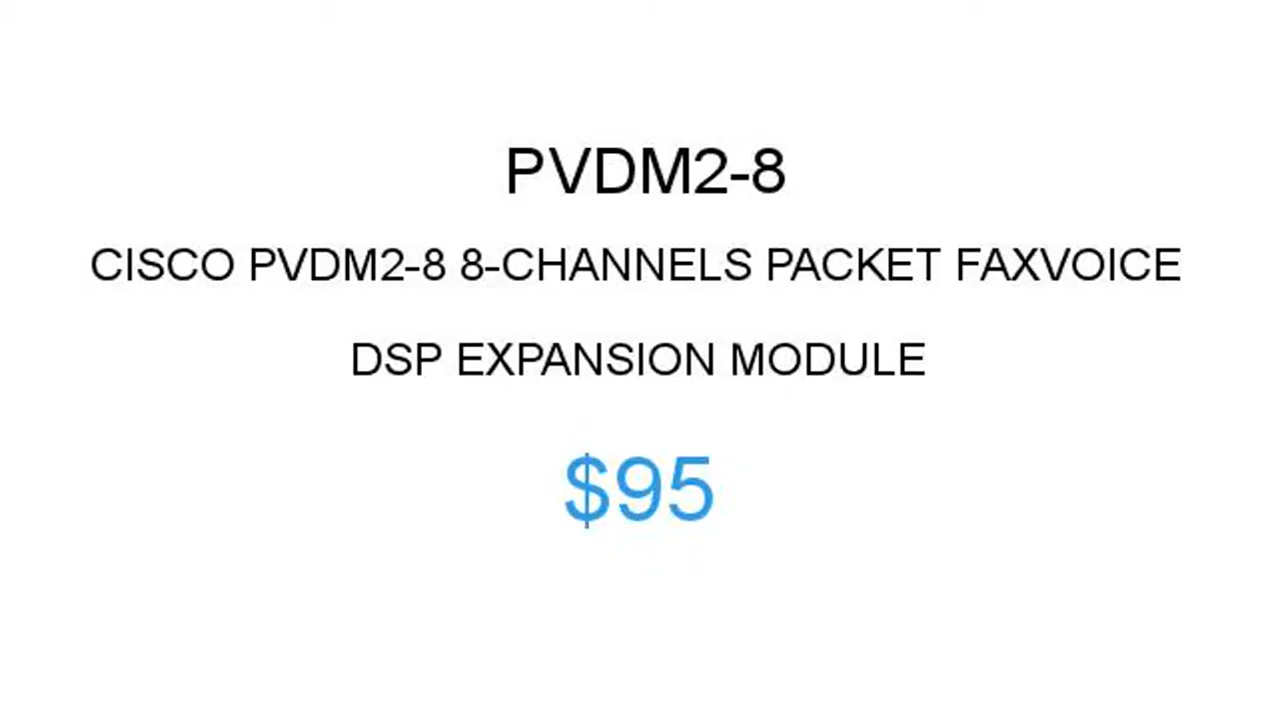 PVDM2-8
CISCO PVDM2-8 8-CHANNELS PACKET FAXVOICE
DSP EXPANSION MODULE
$95